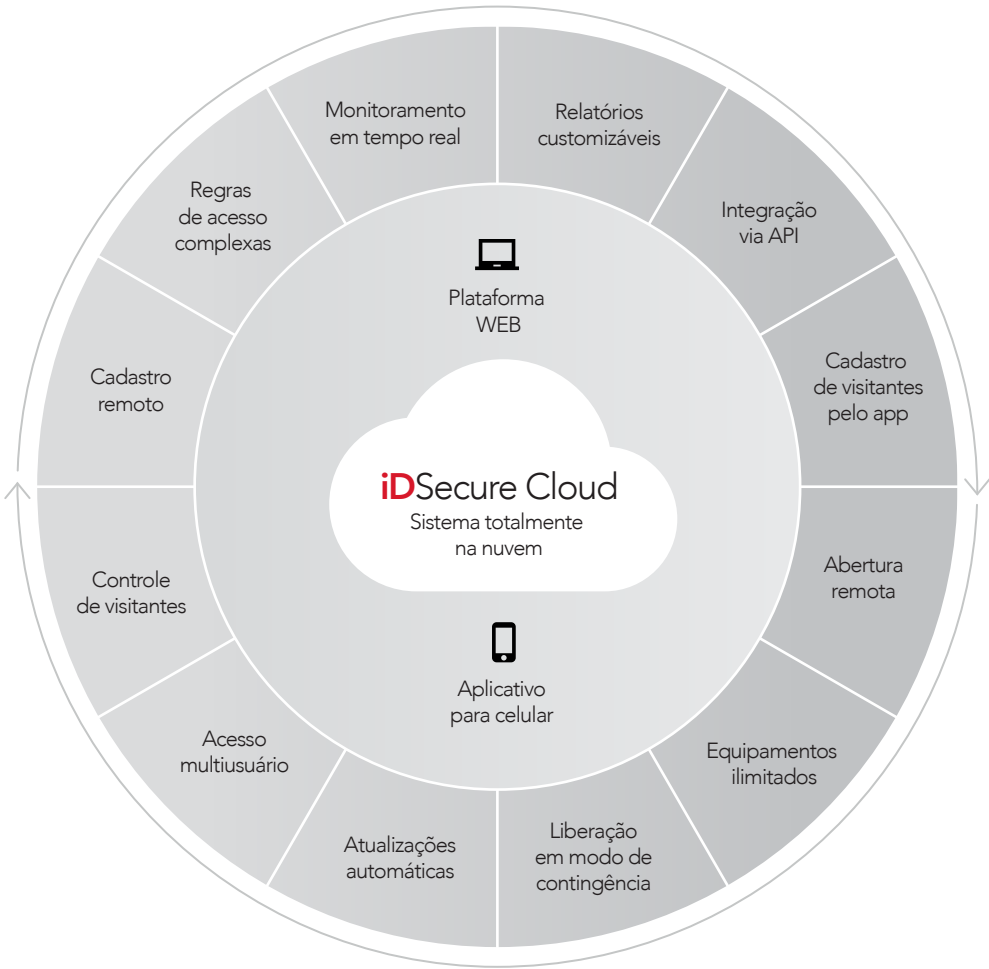 Monitoramento
em tempo real
Relatórios
customizáveis
Integração
via API
Cadastro
de visitantes
pelo app
Abertura
remota
Equipamentos
ilimitados
Liberação
em modo de
contingência
Atualizações
automáticas
Acesso
multiusuário
Controle
de visitantes
Cadastro
remoto
Regras
de acesso
complexas
Plataforma
WEB
iDSecure Cloud
Sistema totalmente
na nuvem
Aplicativo
para celular